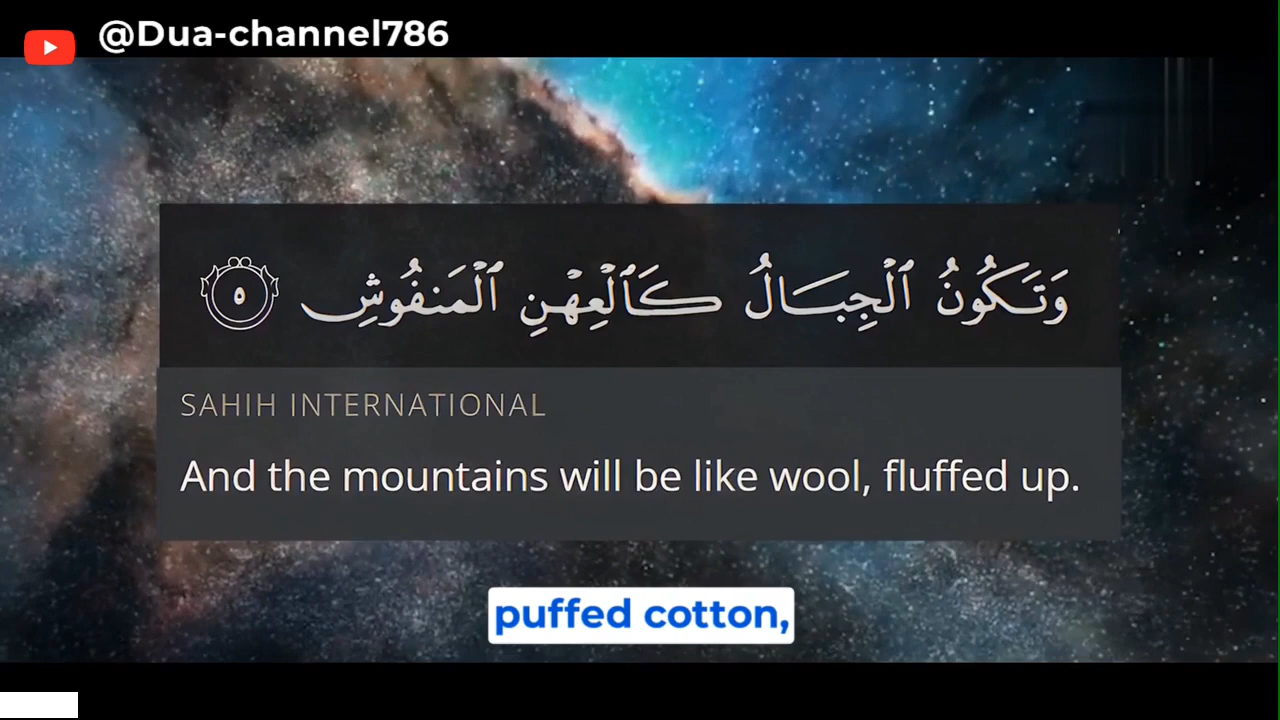 @Dua-channel786
وَتَكُونُ ٱلْجِبَالُ كَٱلْعِهْنِ ٱلْمَنفُوشِ ٥
SAHIH INTERNATIONAL
And the mountains will be like wool, fluffed up.
puffed cotton,